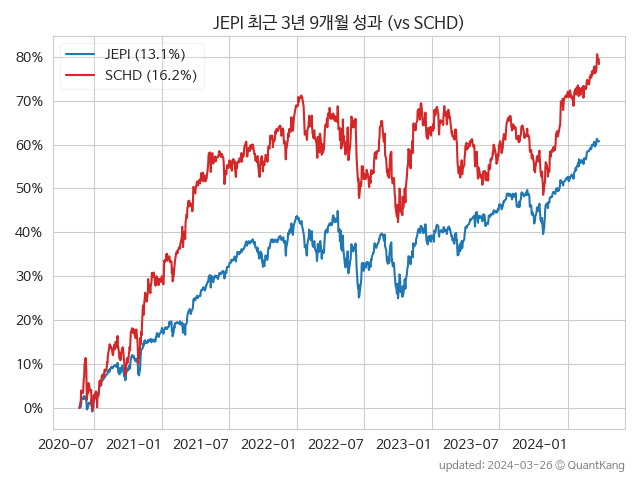 JEPI 최근 3년 9개월 성과 (vs SCHD)
JEPI (13.1%)
SCHD (16.2%)
80%
70%
60%
50%
40%
30%
20%
10%
0%
2020-07 2021-01 2021-07 2022-01 2022-07 2023-01 2023-07 2024-01
updated: 2024-03-26 © QuantKang